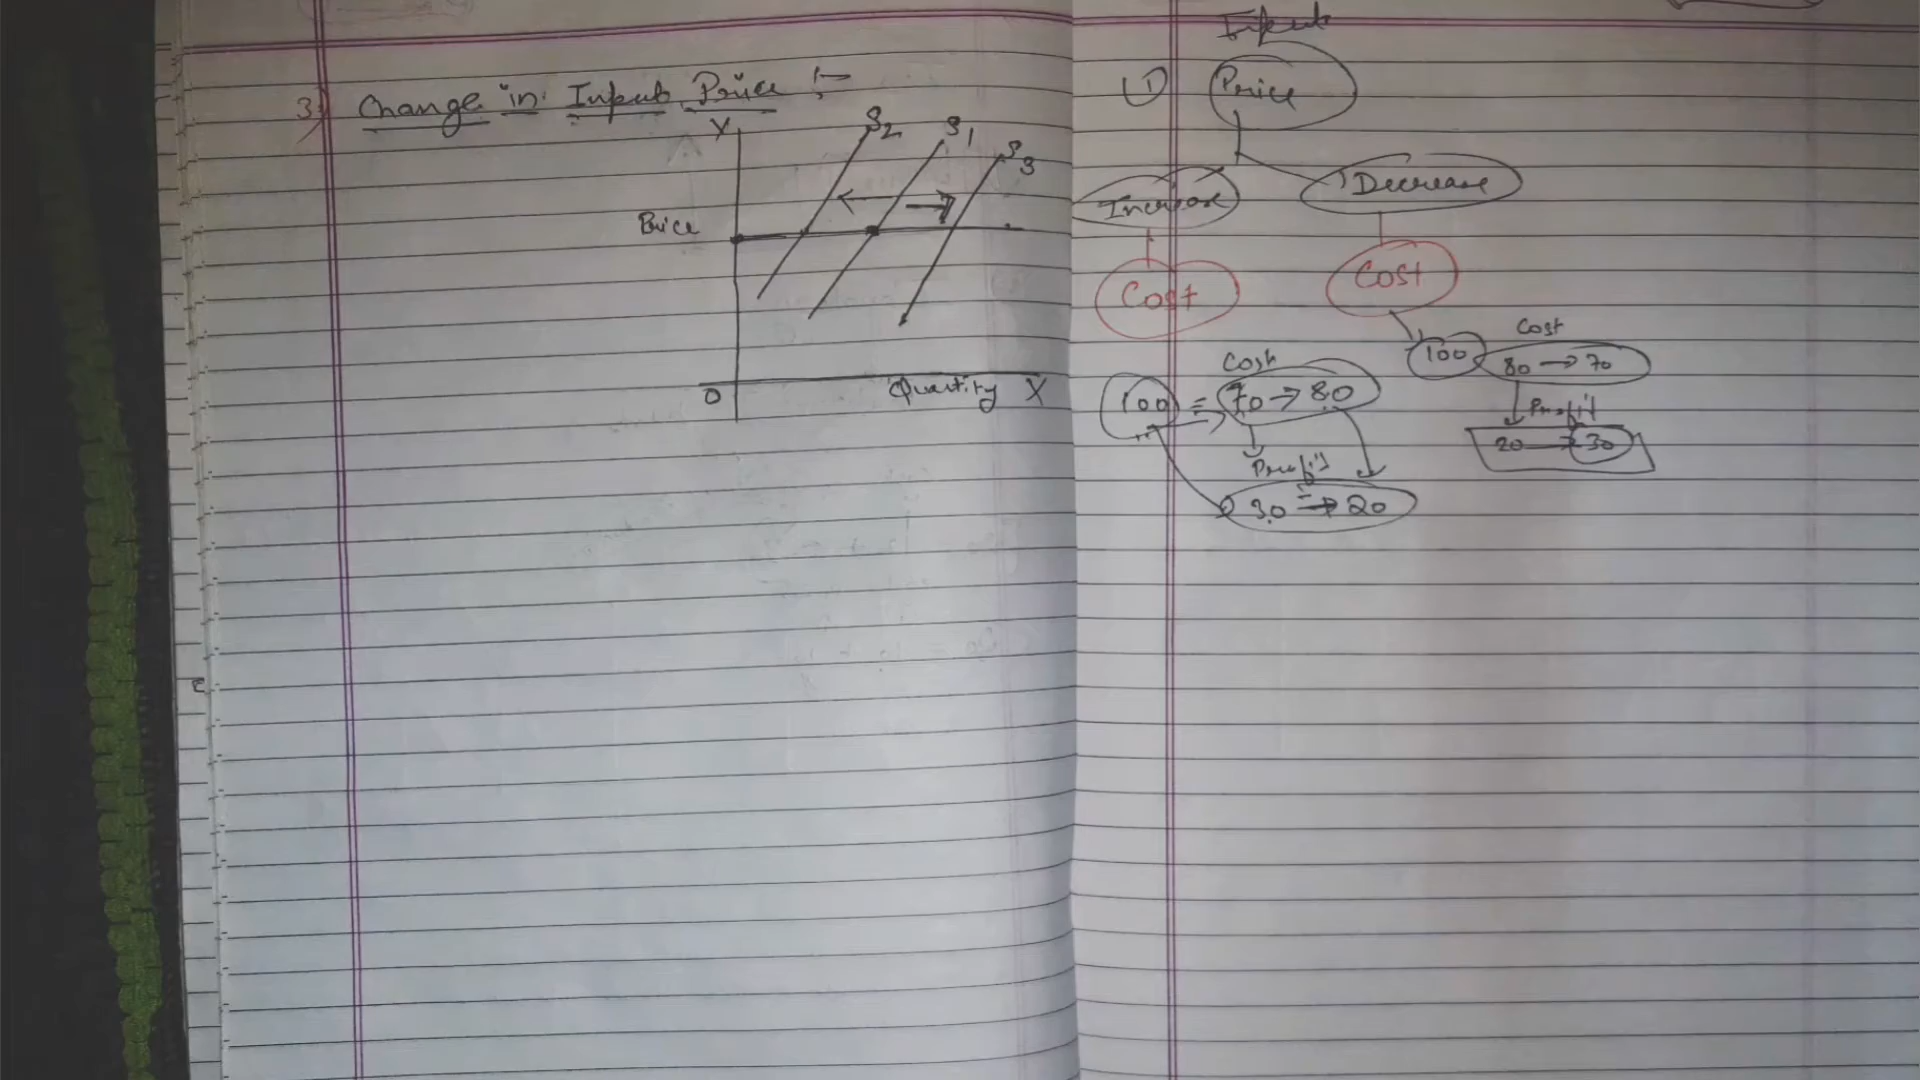 3) Change in Input Price :-
Y
S2
S1
S3
Price
O
Quantity X
Input
① Price
Increase
Decrease
Cost
Cost
100
Cost
80 → 70
Profit
20 → 30
Cost
100 = 70 → 80
Profit
30 → 20